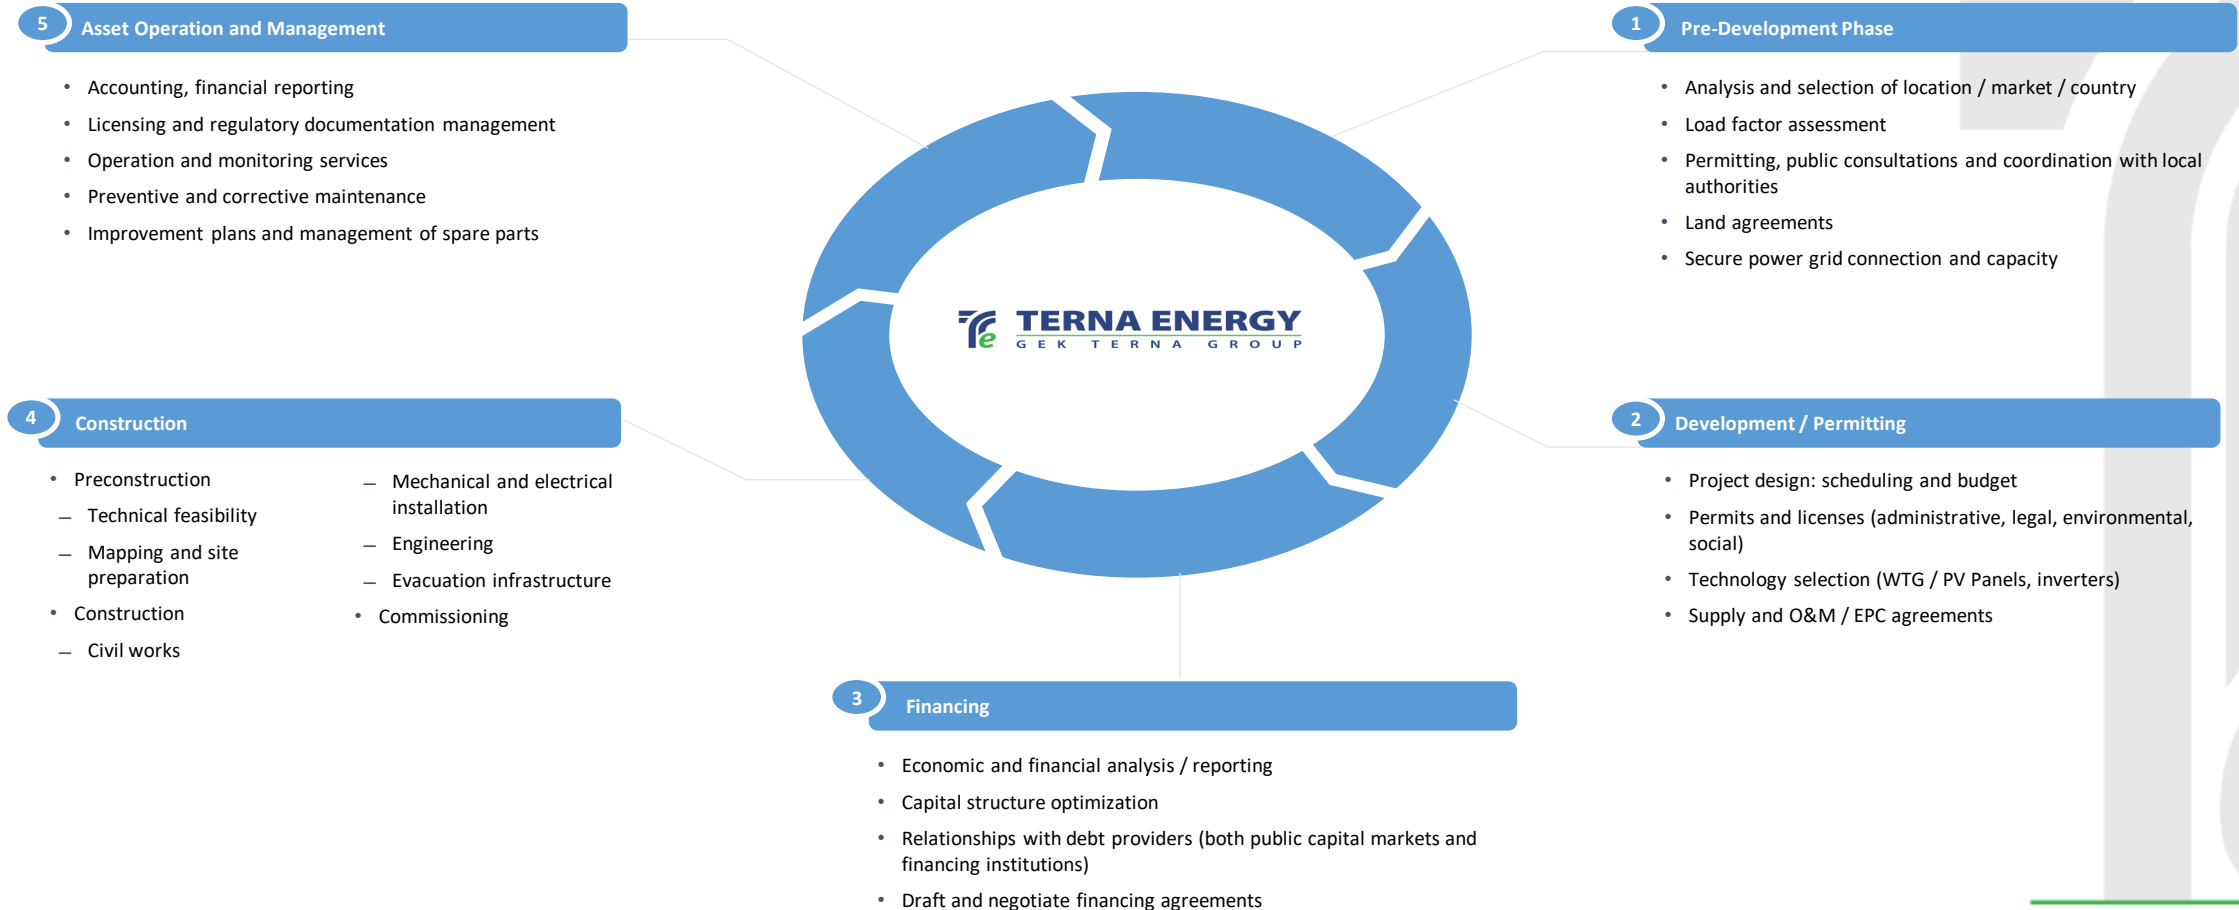 5
Asset Operation and Management
• Accounting, financial reporting
• Licensing and regulatory documentation management
• Operation and monitoring services
• Preventive and corrective maintenance
• Improvement plans and management of spare parts
1
Pre-Development Phase
• Analysis and selection of location / market / country
• Load factor assessment
• Permitting, public consultations and coordination with local
authorities
• Land agreements
• Secure power grid connection and capacity
TERNA ENERGY
GEK TERNA GROUP
4
Construction
• Preconstruction
– Technical feasibility
– Mapping and site
preparation
• Construction
– Civil works
– Mechanical and electrical
installation
– Engineering
– Evacuation infrastructure
• Commissioning
2
Development / Permitting
• Project design: scheduling and budget
• Permits and licenses (administrative, legal, environmental,
social)
• Technology selection (WTG / PV Panels, inverters)
• Supply and O&M / EPC agreements
3
Financing
• Economic and financial analysis / reporting
• Capital structure optimization
• Relationships with debt providers (both public capital markets and
financing institutions)
• Draft and negotiate financing agreements